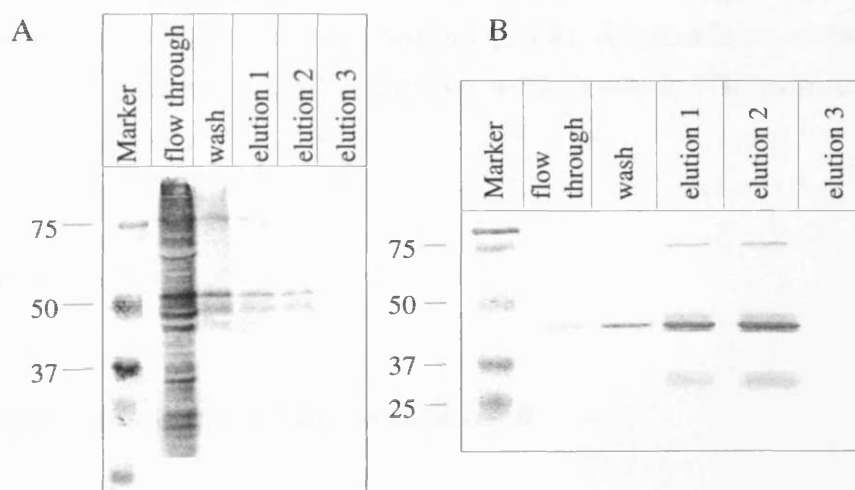 A
Marker
flow through
wash
elution 1
elution 2
elution 3
75
50
37
B
Marker
flow
through
wash
elution 1
elution 2
elution 3
75
50
37
25